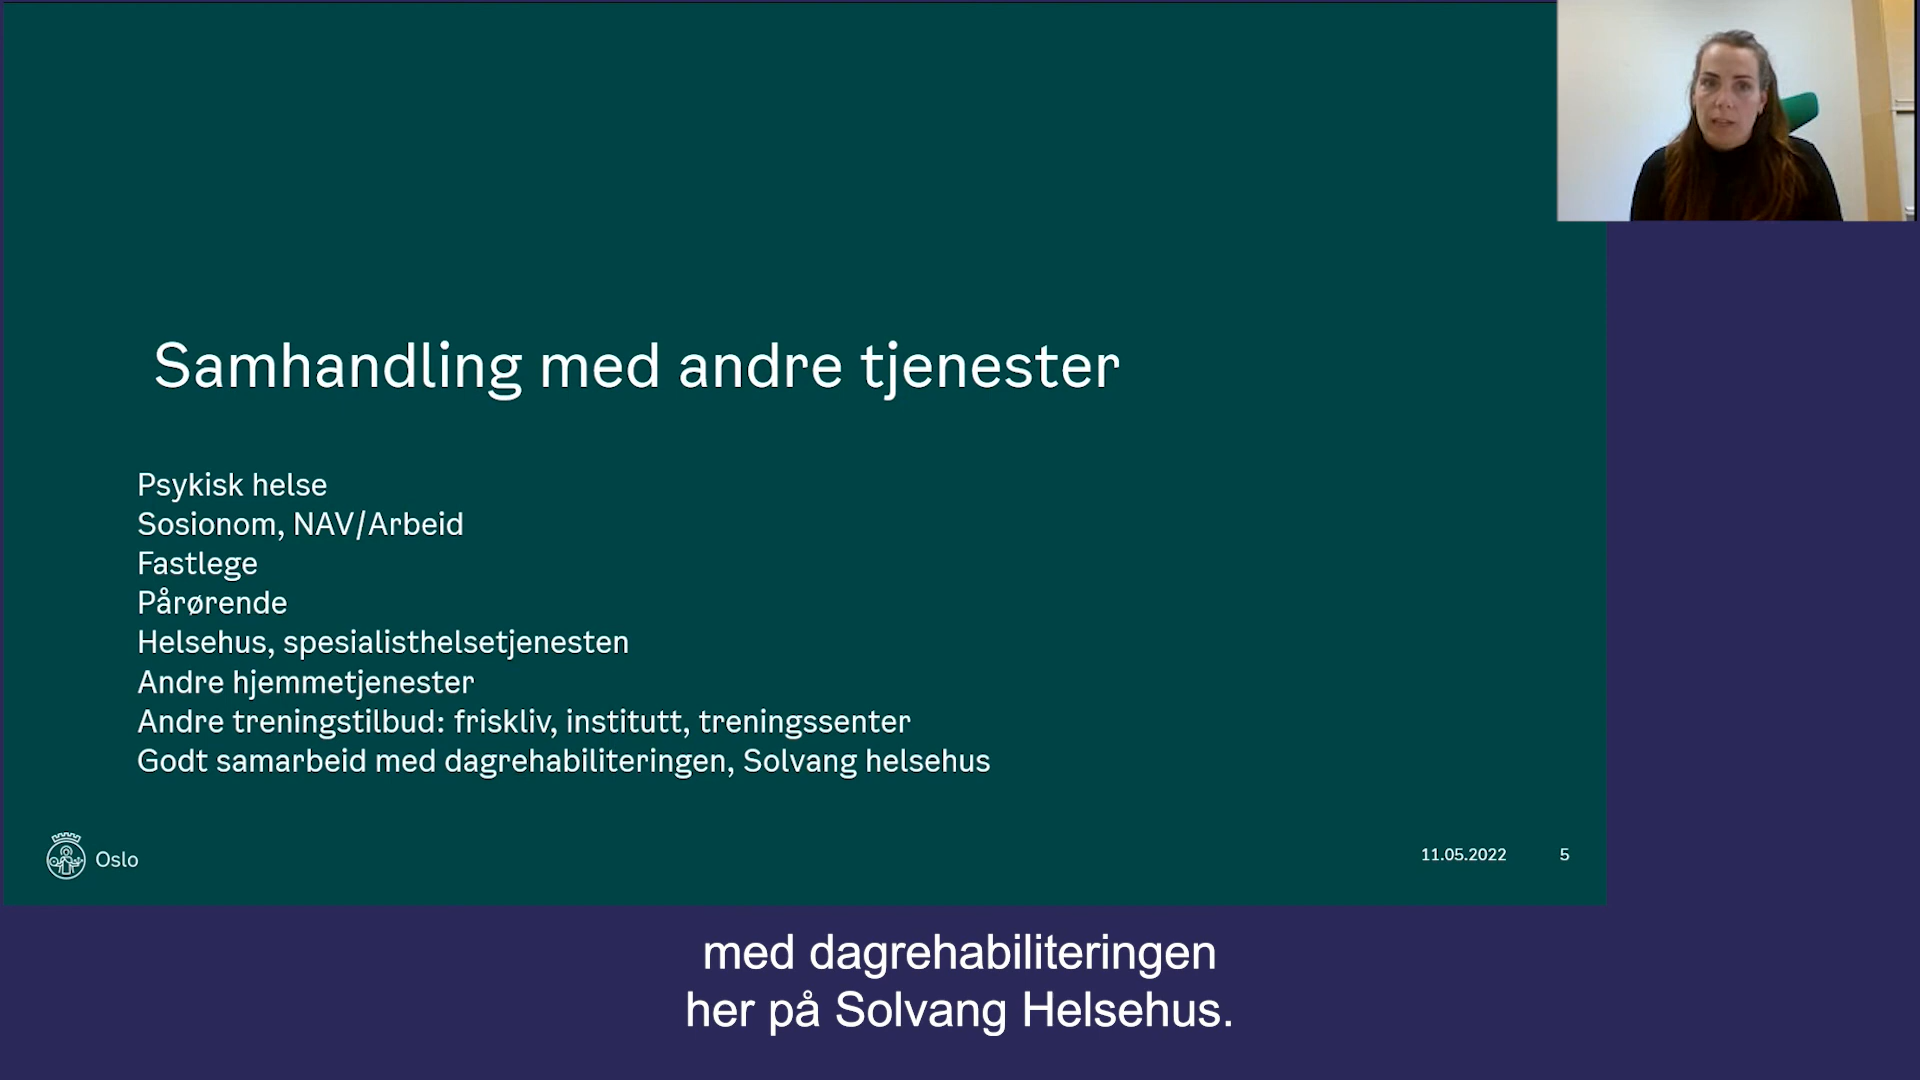 Samhandling med andre tjenester
Psykisk helse
Sosionom, NAV/Arbeid
Fastlege
Pårørende
Helsehus, spesialisthelsetjenesten
Andre hjemmetjenester
Andre treningstilbud: friskliv, institutt, treningssenter
Godt samarbeid med dagrehabiliteringen, Solvang helsehus
Oslo
11.05.2022
5
med dagrehabiliteringen
her på Solvang Helsehus.